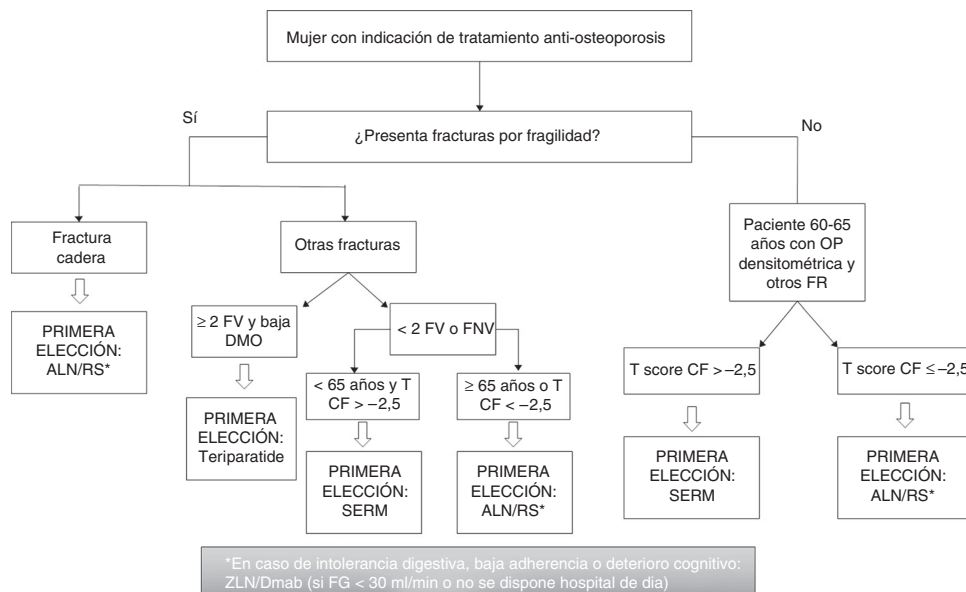 Mujer con indicación de tratamiento anti-osteoporosis
Sí
¿Presenta fracturas por fragilidad?
No
Fractura
cadera
Otras fracturas
Paciente 60-65
años con OP
densitométrica y
otros FR
PRIMERA
ELECCIÓN:
ALN/RS*
≥ 2 FV y baja
DMO
< 2 FV o FNV
PRIMERA
ELECCIÓN:
Teriparatide
< 65 años y T
CF > –2,5
≥ 65 años o T
CF < –2,5
T score CF > –2,5
T score CF ≤ –2,5
PRIMERA
ELECCIÓN:
SERM
PRIMERA
ELECCIÓN:
ALN/RS*
PRIMERA
ELECCIÓN:
SERM
PRIMERA
ELECCIÓN:
ALN/RS*
*En caso de intolerancia digestiva, baja adherencia o deterioro cognitivo:
ZLN/Dmab (si FG < 30 ml/min o no se dispone hospital de dia)